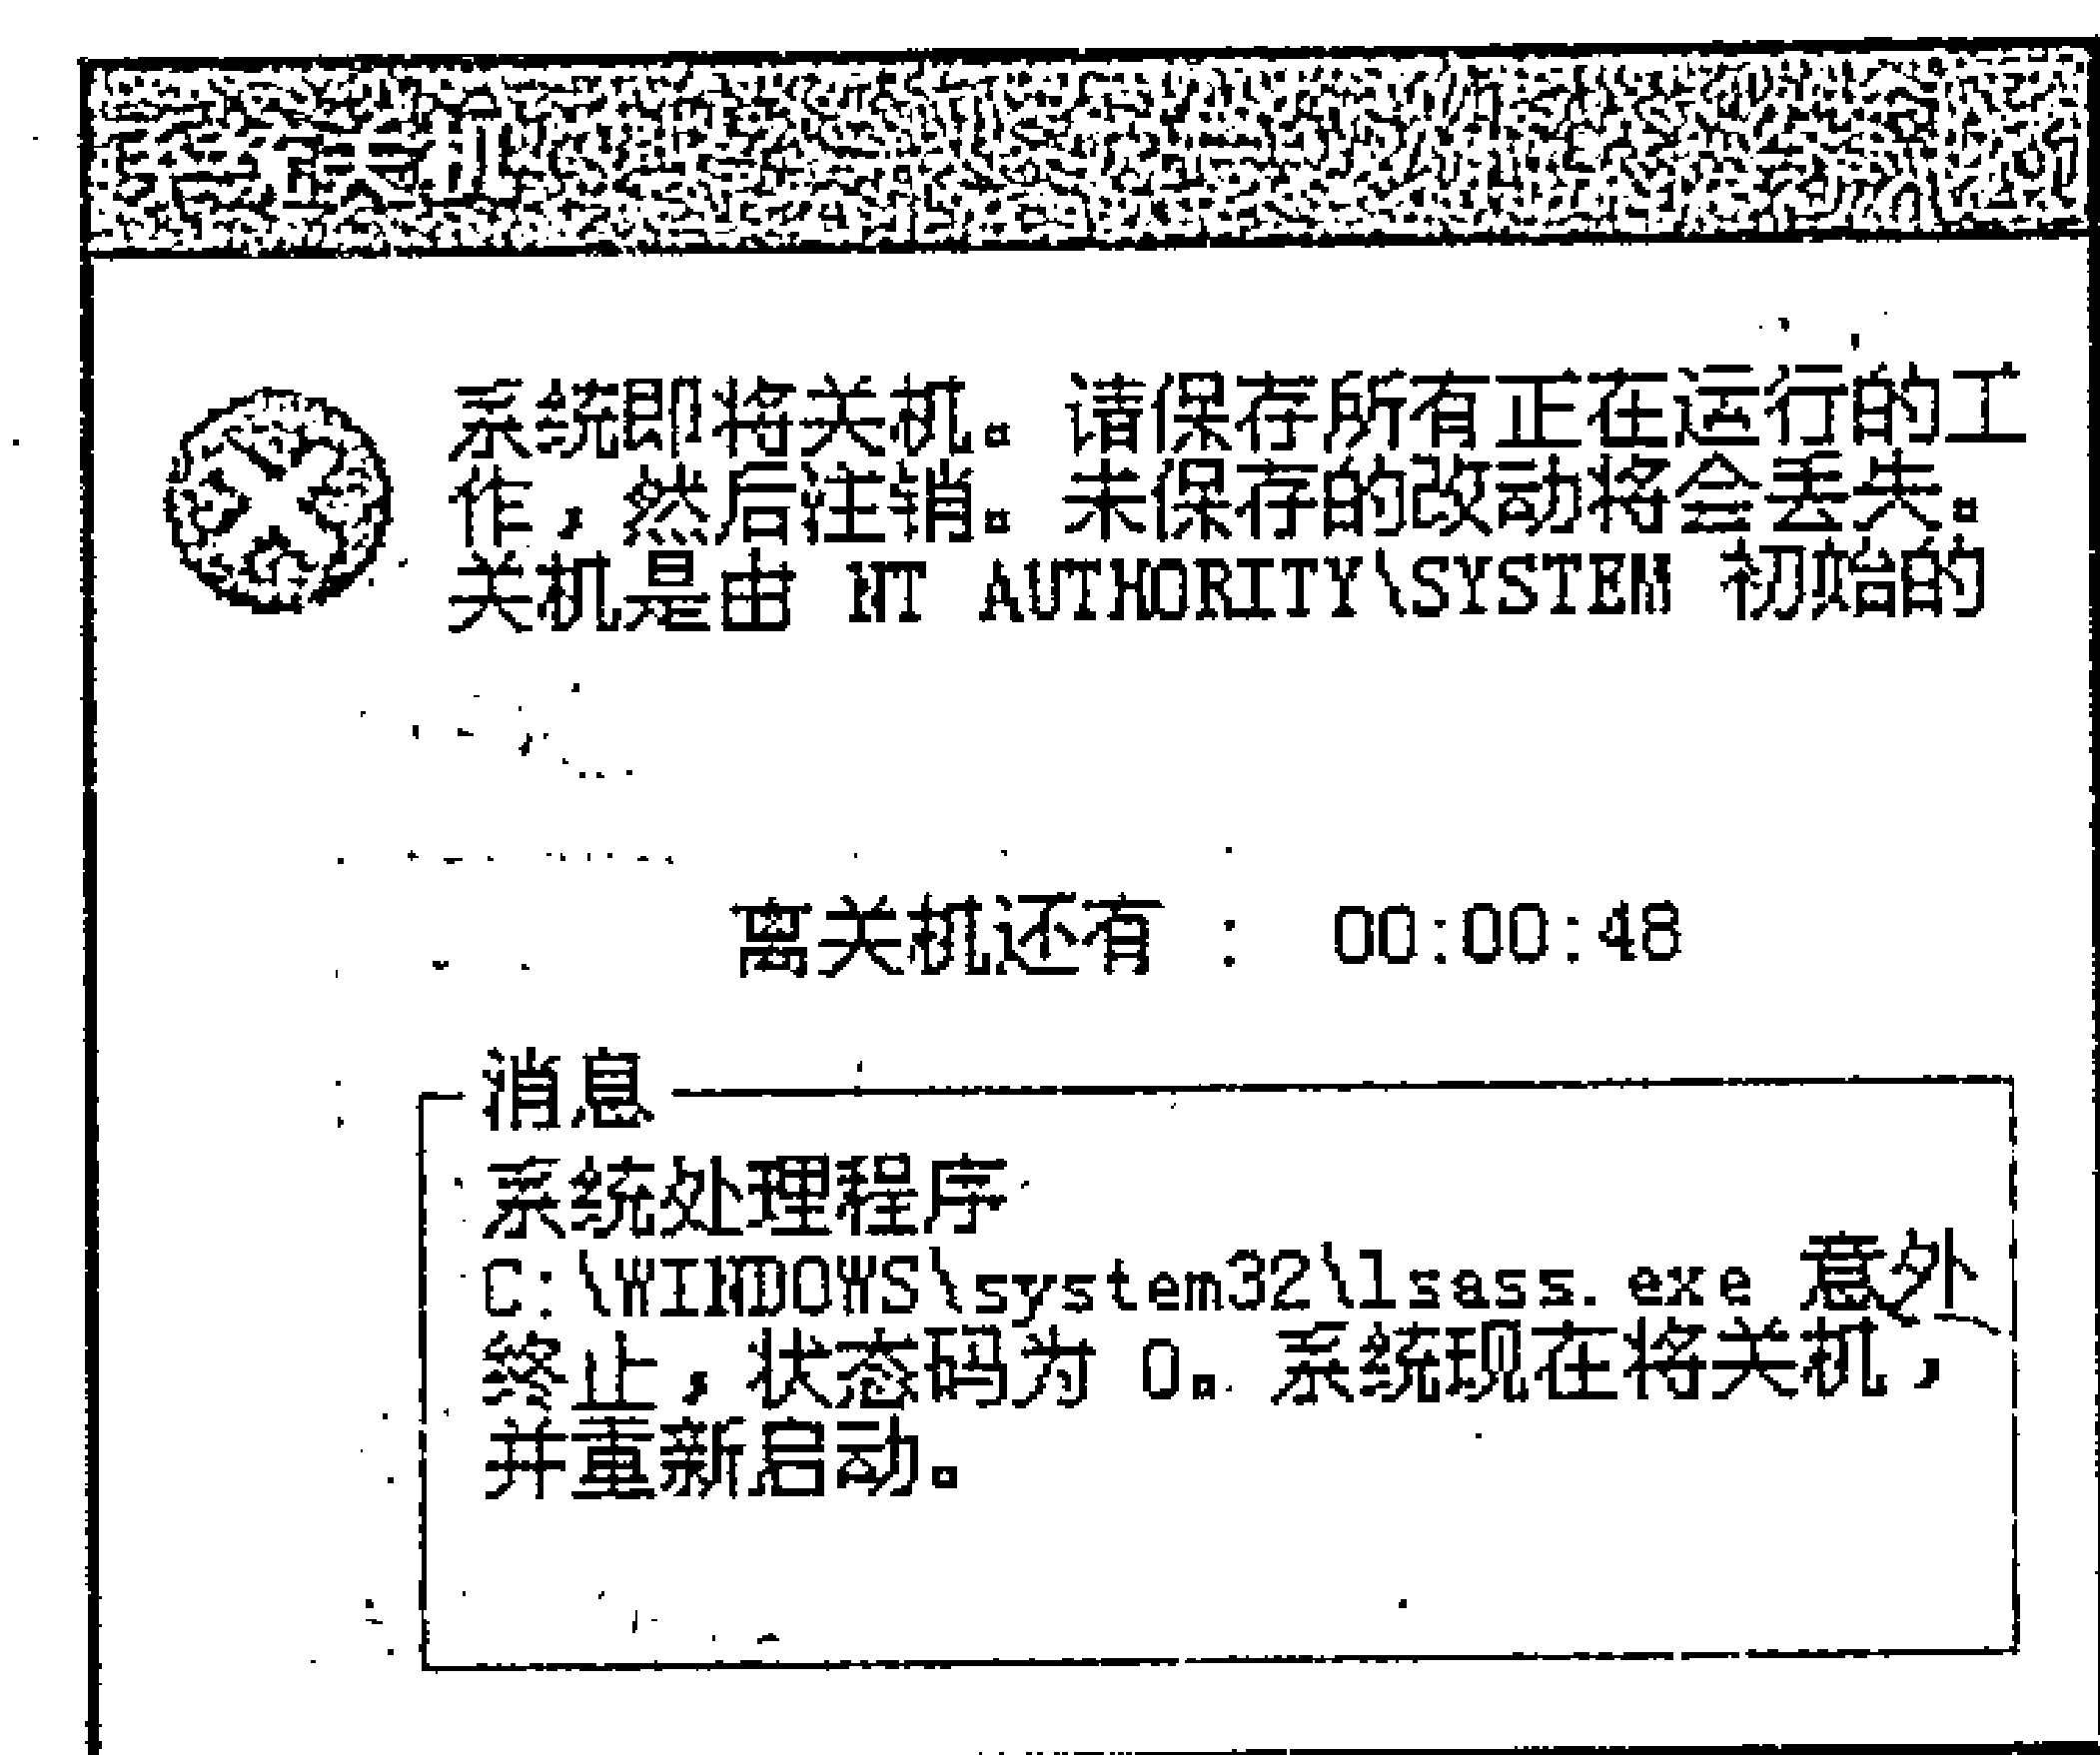 系统关机
系统即将关机。请保存所有正在运行的工
作，然后注销。未保存的改动将会丢失。
关机是由 NT AUTHORITY\SYSTEM 初始的
离关机还有 : 00:00:48
消息
系统处理程序
C:\WINDOWS\system32\lsass.exe 意外
终止，状态码为 0。系统现在将关机，
并重新启动。